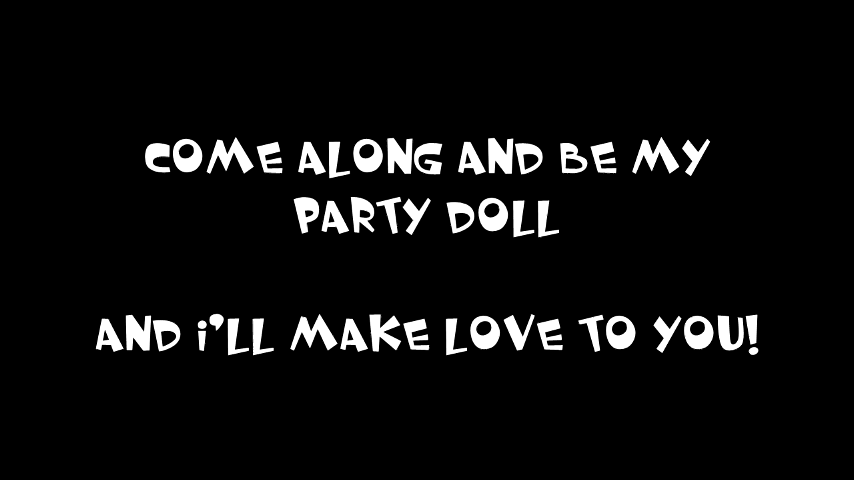 COME ALONG AND BE MY
PARTY DOLL
AND i'LL MAKE LOVE TO YOU!